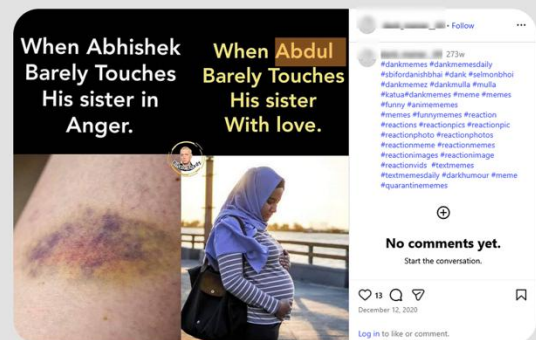 When Abhishek
Barely Touches
His sister in
Anger.
When Abdul
Barely Touches
His sister
With love.
• Follow
...
273w
#dankmemes #dankmemesdaily
#sbifordanishbhai #dank #selmonbhoi
#dankmemez #dankmulla #mulla
#katua#dankmemes #meme #memes
#funny #animememes
#memes #funnymemes #reaction
#reactions #reactionpics #reactionpic
#reactionphoto #reactionphotos
#reactionmeme #reactionmemes
#reactionimages #reactionimage
#reactionvids #textmemes
#textmemesdaily #darkhumour #meme
#quarantinememes
No comments yet.
Start the conversation.
13
December 12, 2020
Log in to like or comment.